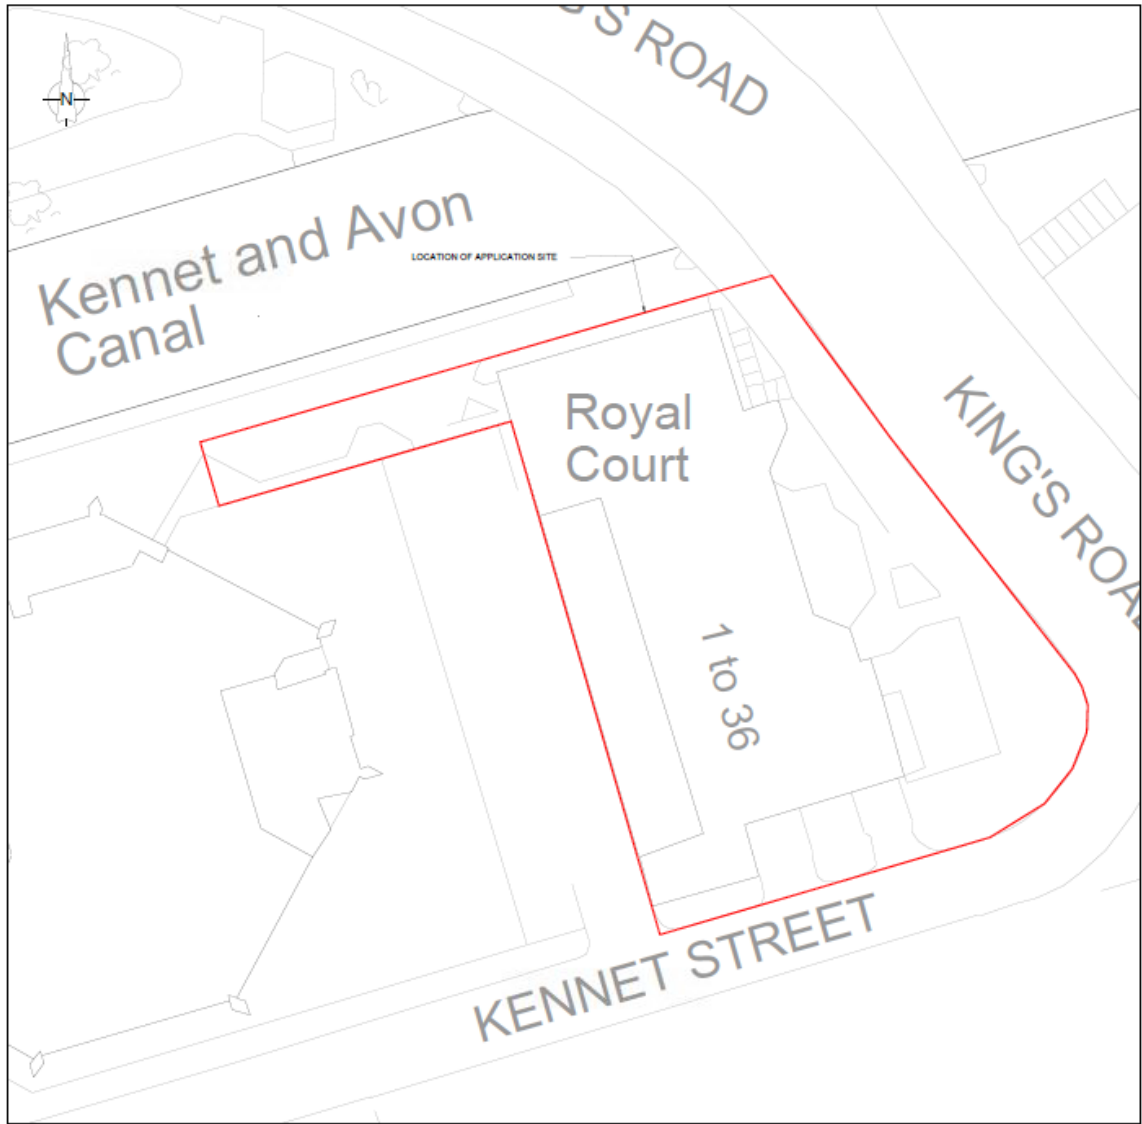 G'S ROAD
N
Kennet and Avon
Canal
LOCATION OF APPLICATION SITE
Royal
Court
KING'S ROAD
1 to 36
KENNET STREET